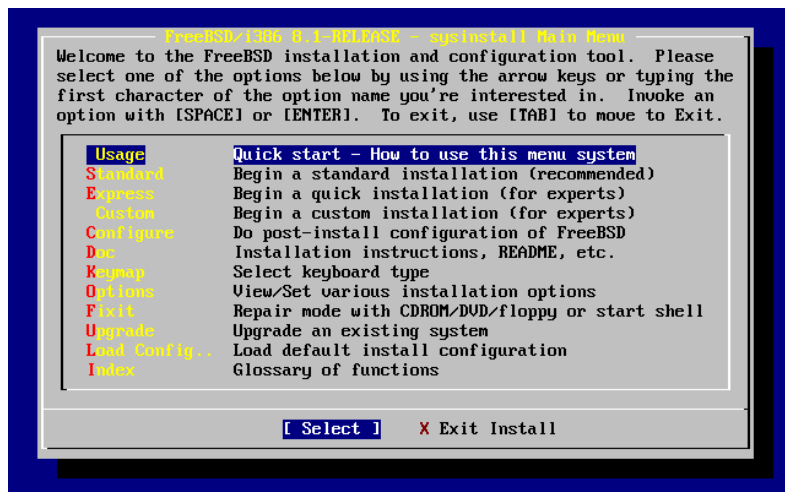 FreeBSD/i386 8.1-RELEASE - sysinstall Main Menu
Welcome to the FreeBSD installation and configuration tool. Please
select one of the options below by using the arrow keys or typing the
first character of the option name you're interested in. Invoke an
option with [SPACE] or [ENTER]. To exit, use [TAB] to move to Exit.
Usage Quick start - How to use this menu system
Standard Begin a standard installation (recommended)
Express Begin a quick installation (for experts)
Custom Begin a custom installation (for experts)
Configure Do post-install configuration of FreeBSD
Doc Installation instructions, README, etc.
Keymap Select keyboard type
Options View/Set various installation options
Fixit Repair mode with CDROM/DVD/floppy or start shell
Upgrade Upgrade an existing system
Load Config.. Load default install configuration
Index Glossary of functions
[ Select ] X Exit Install